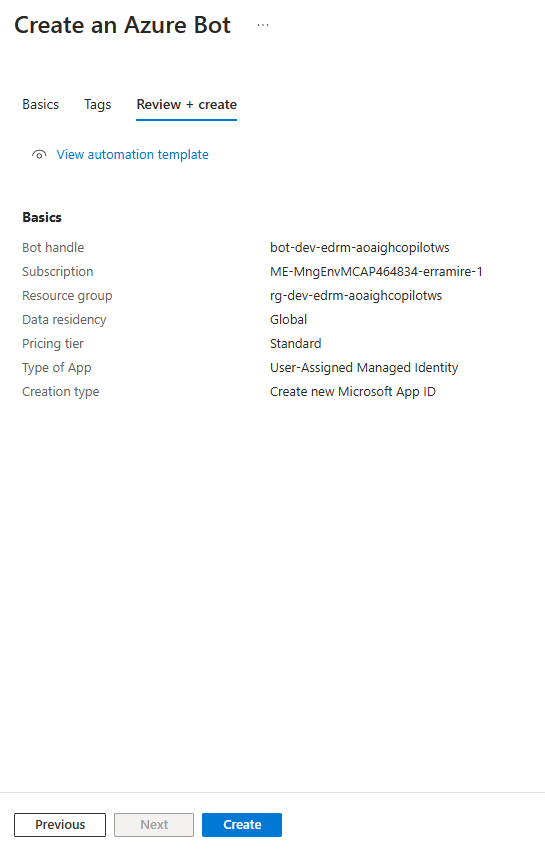 Create an Azure Bot ...
Basics Tags Review + create
View automation template
Basics
Bot handle bot-dev-edrm-aoaighcopilotws
Subscription ME-MngEnvMCAP464834-erramire-1
Resource group rg-dev-edrm-aoaighcopilotws
Data residency Global
Pricing tier Standard
Type of App User-Assigned Managed Identity
Creation type Create new Microsoft App ID
Previous Next Create